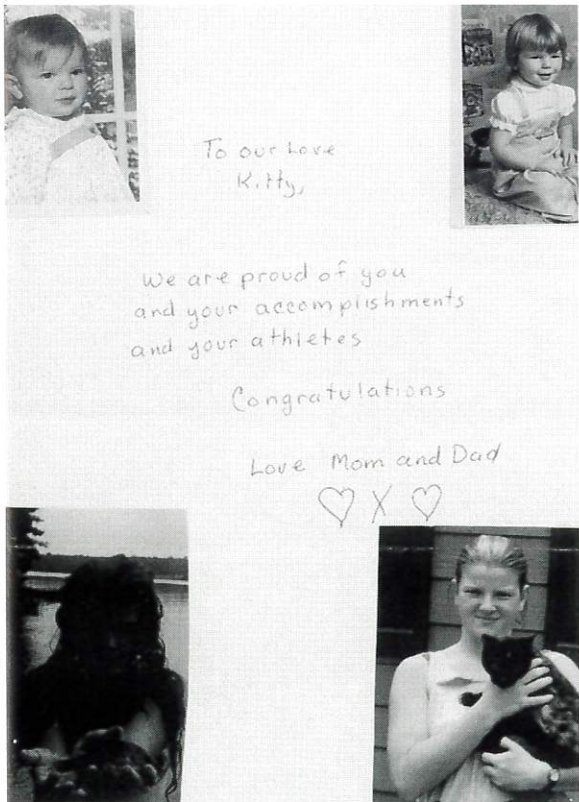 To our Love
Kitty,
We are proud of you
and your accomplishments
and your athletes
Congratulations
Love Mom and Dad
♡ X ♡